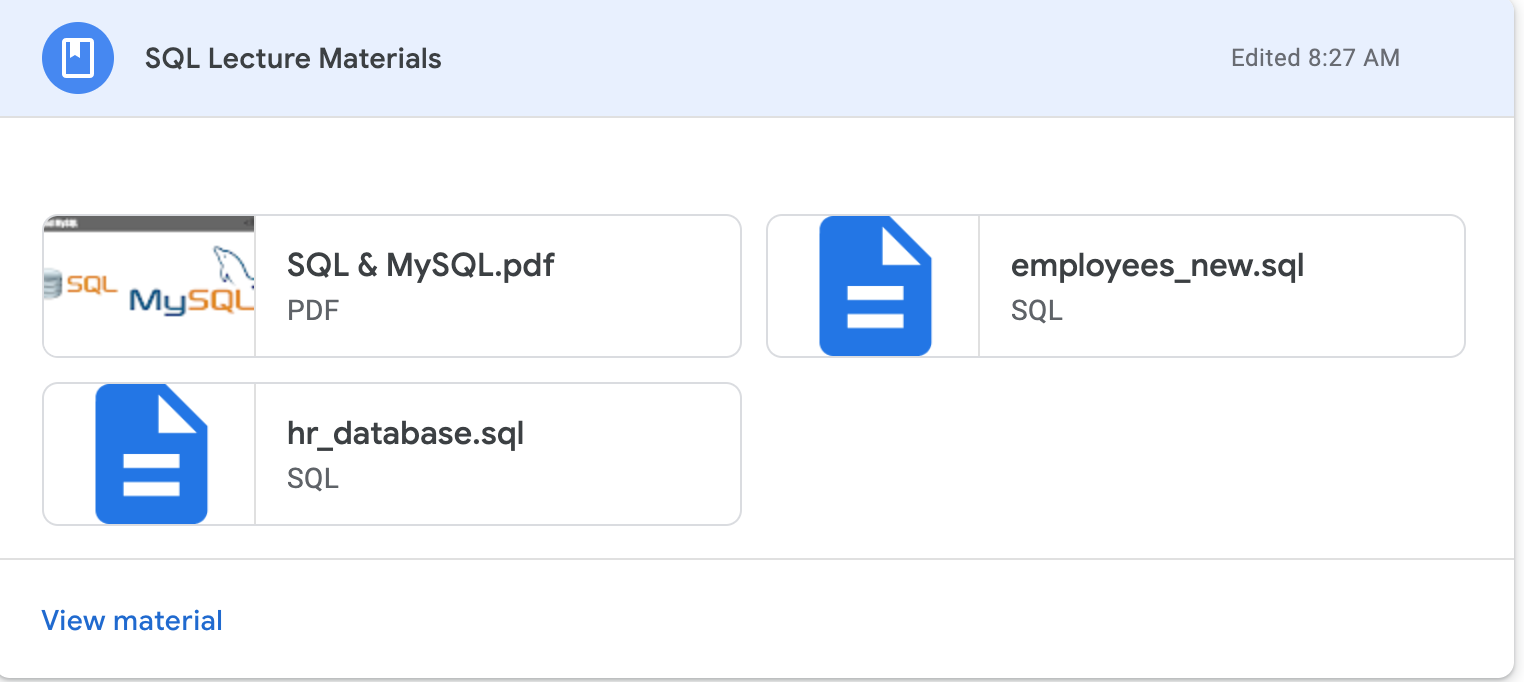 SQL Lecture Materials
Edited 8:27 AM
SQL
MySQL
SQL & MySQL.pdf
PDF
employees_new.sql
SQL
hr_database.sql
SQL
View material